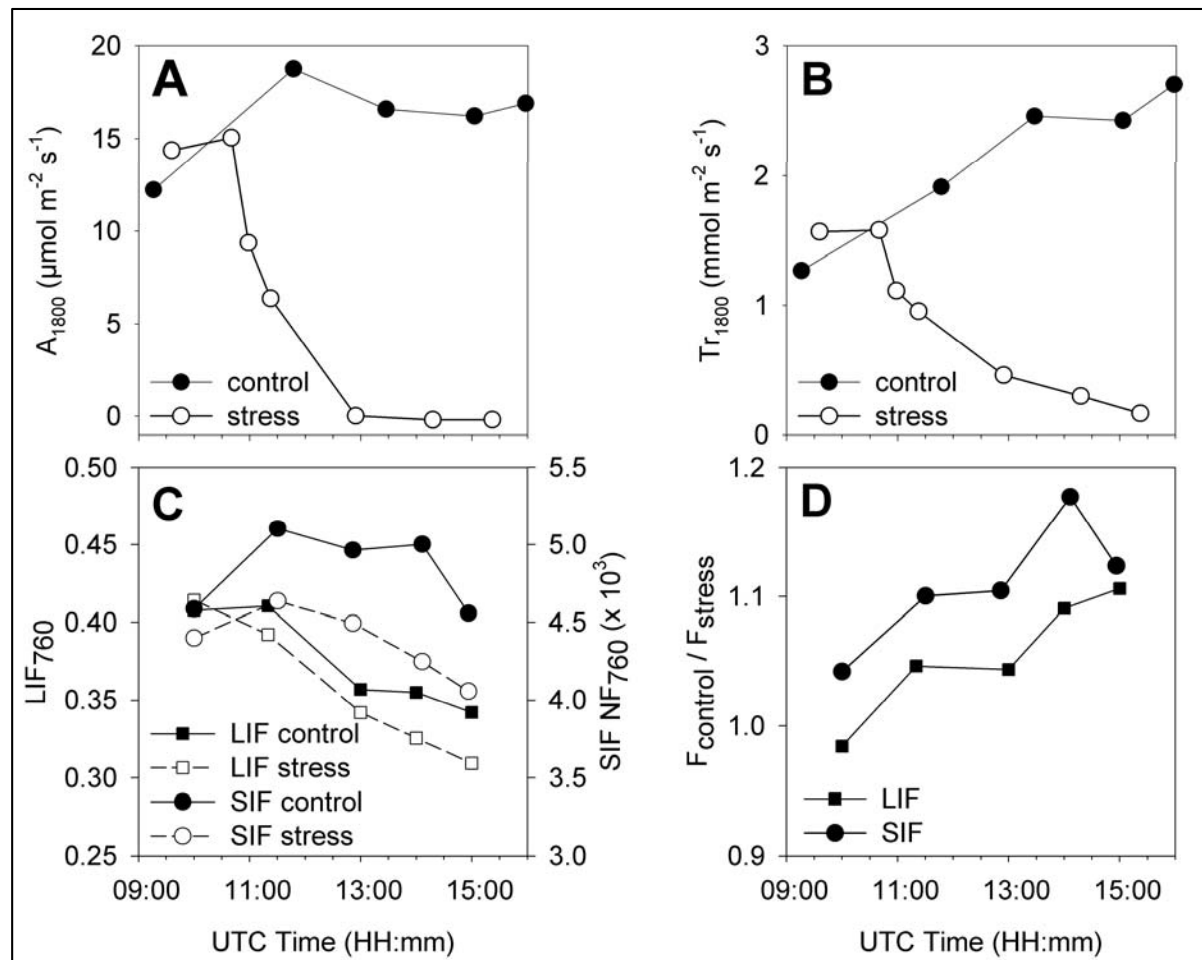 A
20
15
10
5
0
A1800 (µmol m-2 s-1)
control
stress
B
3
2
1
0
Tr1800 (mmol m-2 s-1)
control
stress
C
0.50
0.45
0.40
0.35
0.30
0.25
LIF760
5.5
5.0
4.5
4.0
3.5
3.0
SIF NF760 (x 10³)
LIF control
LIF stress
SIF control
SIF stress
09:00 11:00 13:00 15:00
UTC Time (HH:mm)
D
1.2
1.1
1.0
0.9
Fcontrol / Fstress
LIF
SIF
09:00 11:00 13:00 15:00
UTC Time (HH:mm)